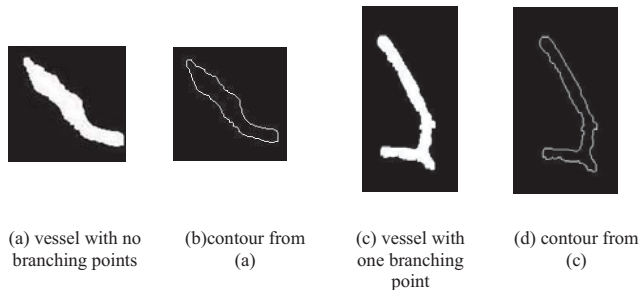 (a) vessel with no
branching points
(b)contour from
(a)
(c) vessel with
one branching
point
(d) contour from
(c)